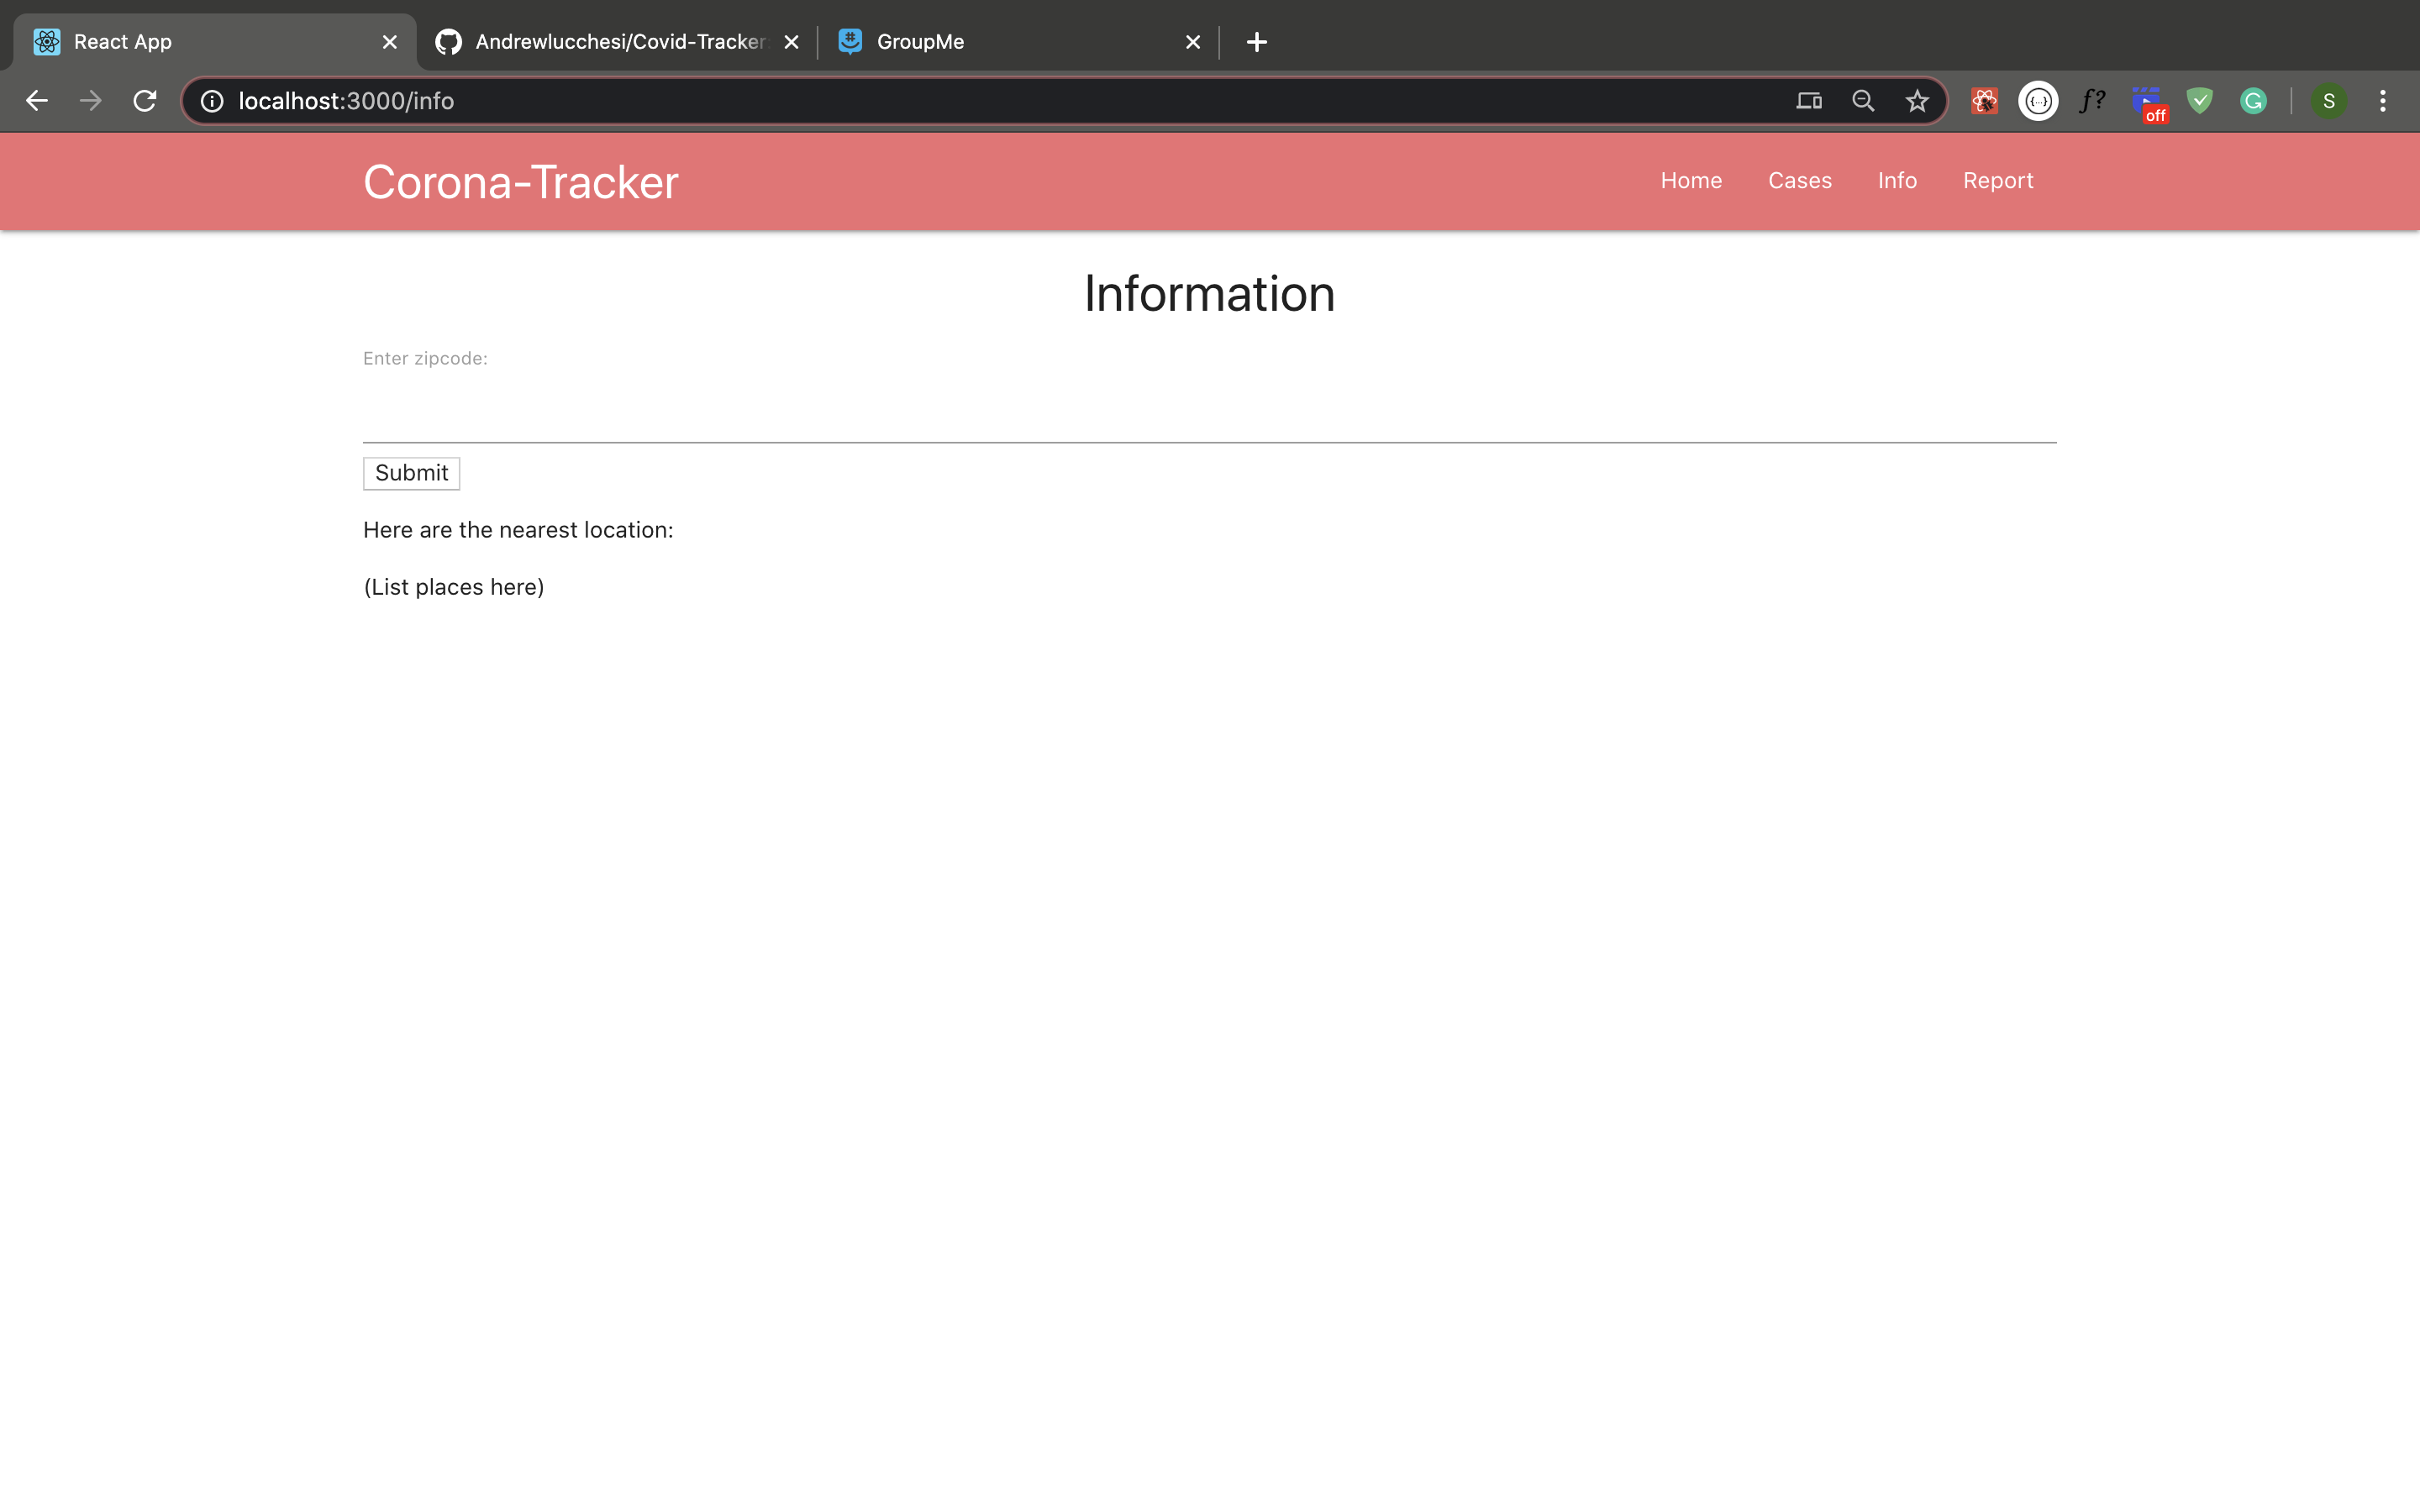 React App
Andrewlucchesi/Covid-Tracker
GroupMe
localhost:3000/info
f?
off
S
Corona-Tracker
Home
Cases
Info
Report
Information
Enter zipcode:
Submit
Here are the nearest location:
(List places here)